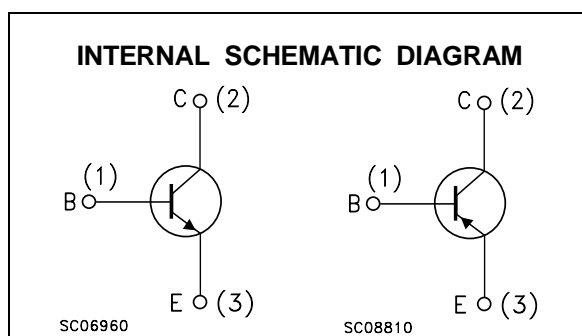 INTERNAL SCHEMATIC DIAGRAM
C (2)
C (2)
(1)
B
(1)
B
E (3)
E (3)
SC06960
SC08810